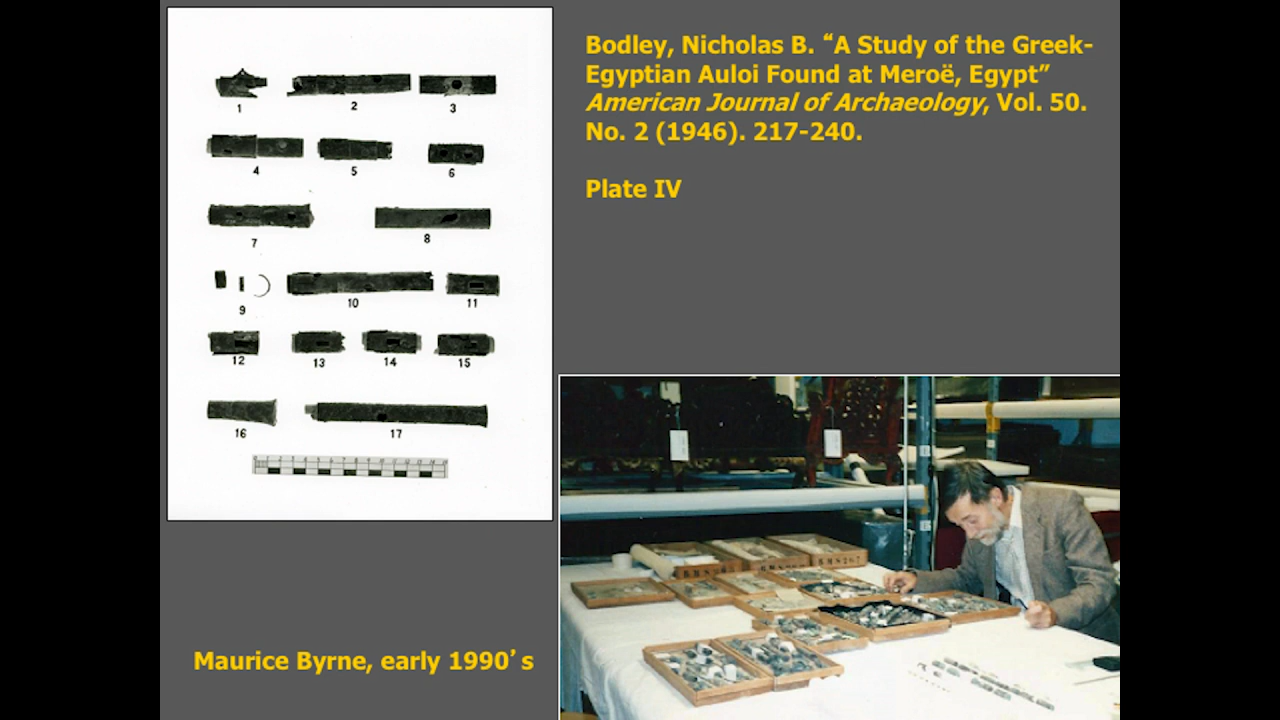 Bodley, Nicholas B. “A Study of the Greek-
Egyptian Auloi Found at Meroë, Egypt”
American Journal of Archaeology, Vol. 50.
No. 2 (1946). 217-240.
Plate IV
1 2 3
4 5 6
7 8
9 10 11
12 13 14 15
16 17
Maurice Byrne, early 1990’s